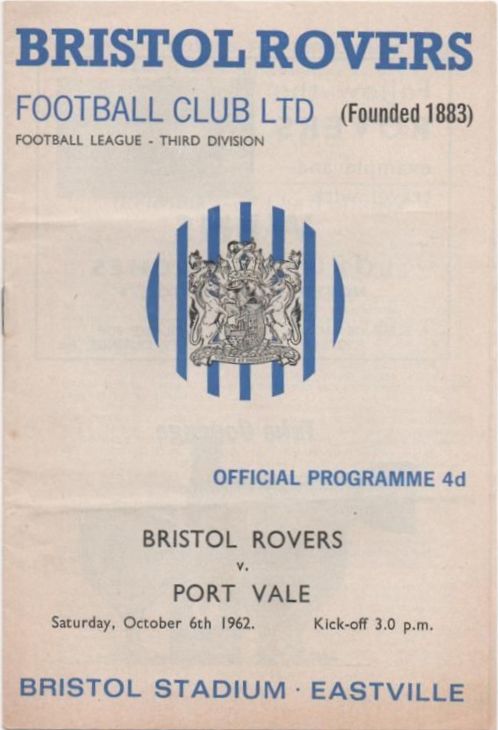 BRISTOL ROVERS
FOOTBALL CLUB LTD (Founded 1883)
FOOTBALL LEAGUE - THIRD DIVISION
OFFICIAL PROGRAMME 4d
BRISTOL ROVERS
v.
PORT VALE
Saturday, October 6th 1962. Kick-off 3.0 p.m.
BRISTOL STADIUM · EASTVILLE